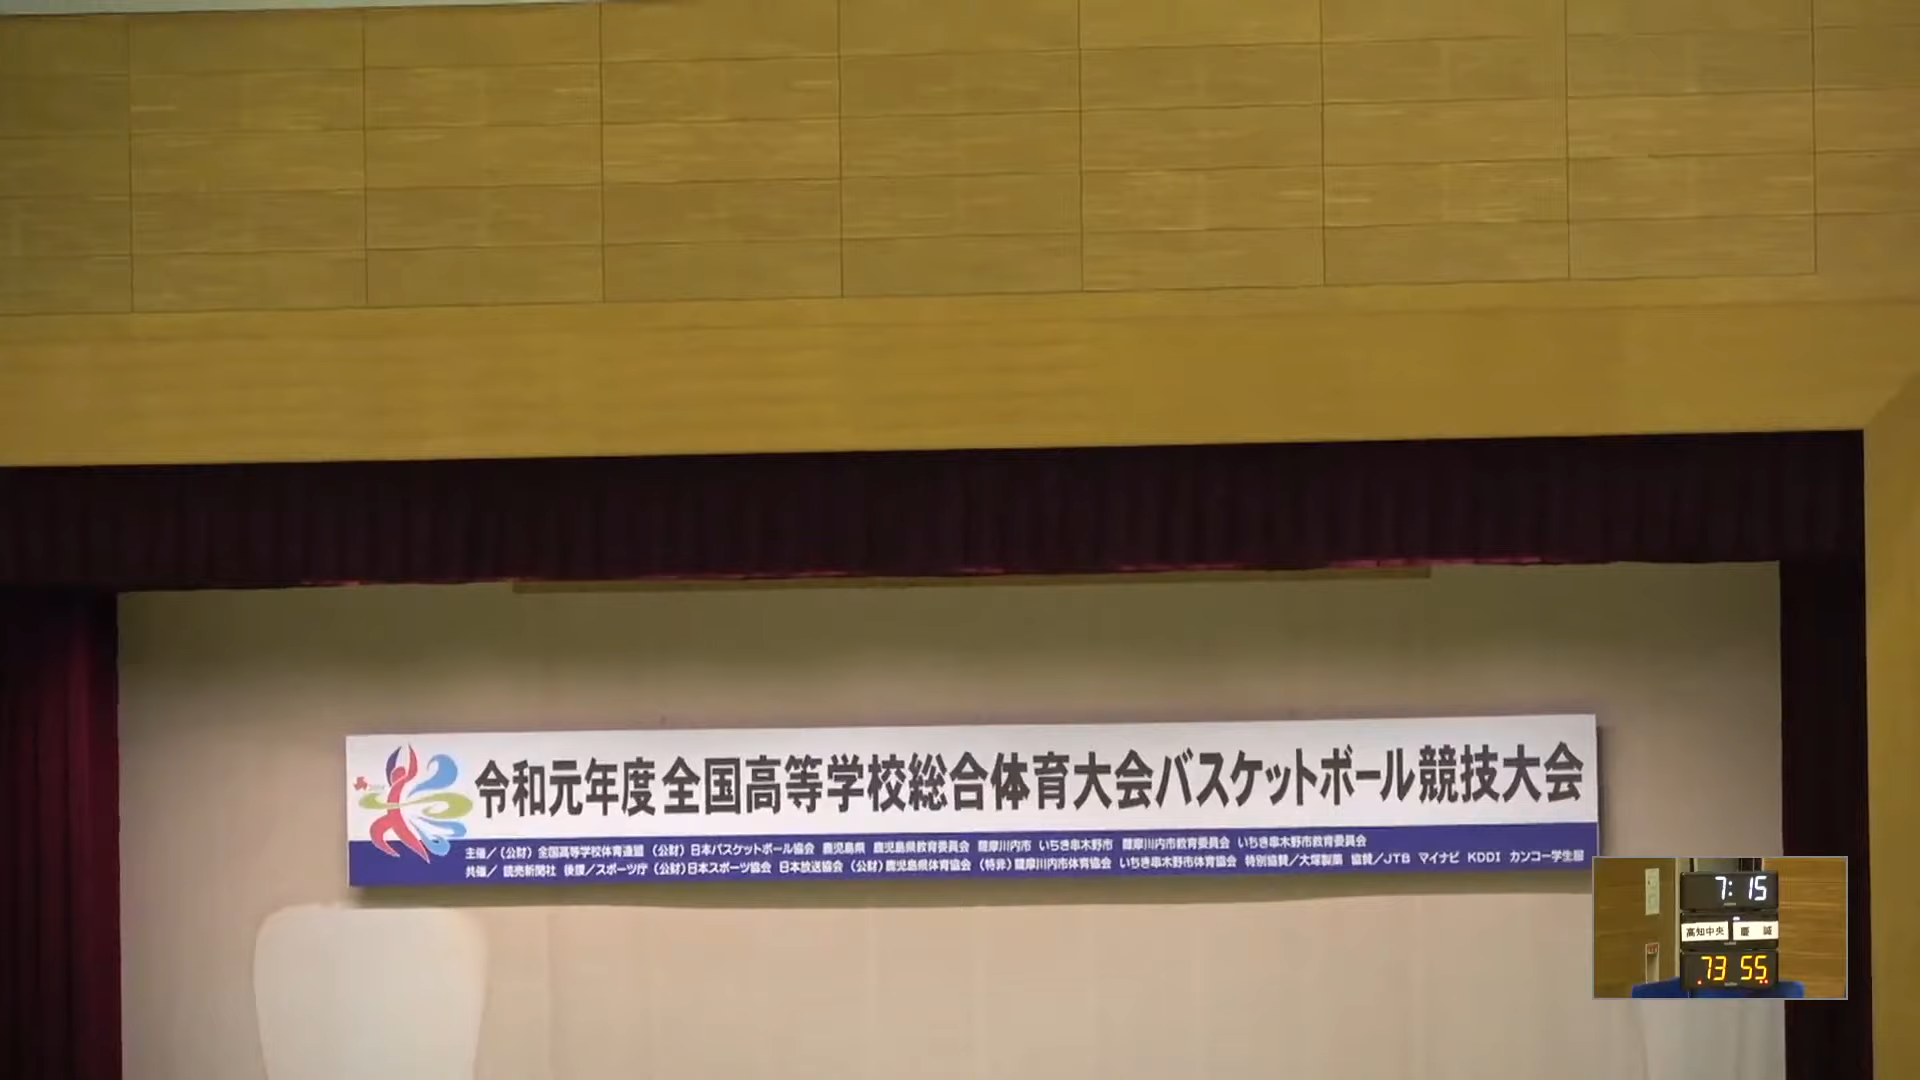 令和元年度全国高等学校総合体育大会バスケットボール競技大会
主催／（公財）全国高等学校体育連盟 （公財）日本バスケットボール協会 鹿児島県 鹿児島県教育委員会 薩摩川内市 いちき串木野市 薩摩川内市教育委員会 いちき串木野市教育委員会
共催／ 読売新聞社 後援／スポーツ庁 （公財）日本スポーツ協会 日本放送協会 （公財）鹿児島県体育協会 （特非）薩摩川内市体育協会 いちき串木野市体育協会 特別協賛／大塚製薬 協賛／JTB マイナビ KDDI カンコー学生服
7:15
高知中央 慶誠
73 55